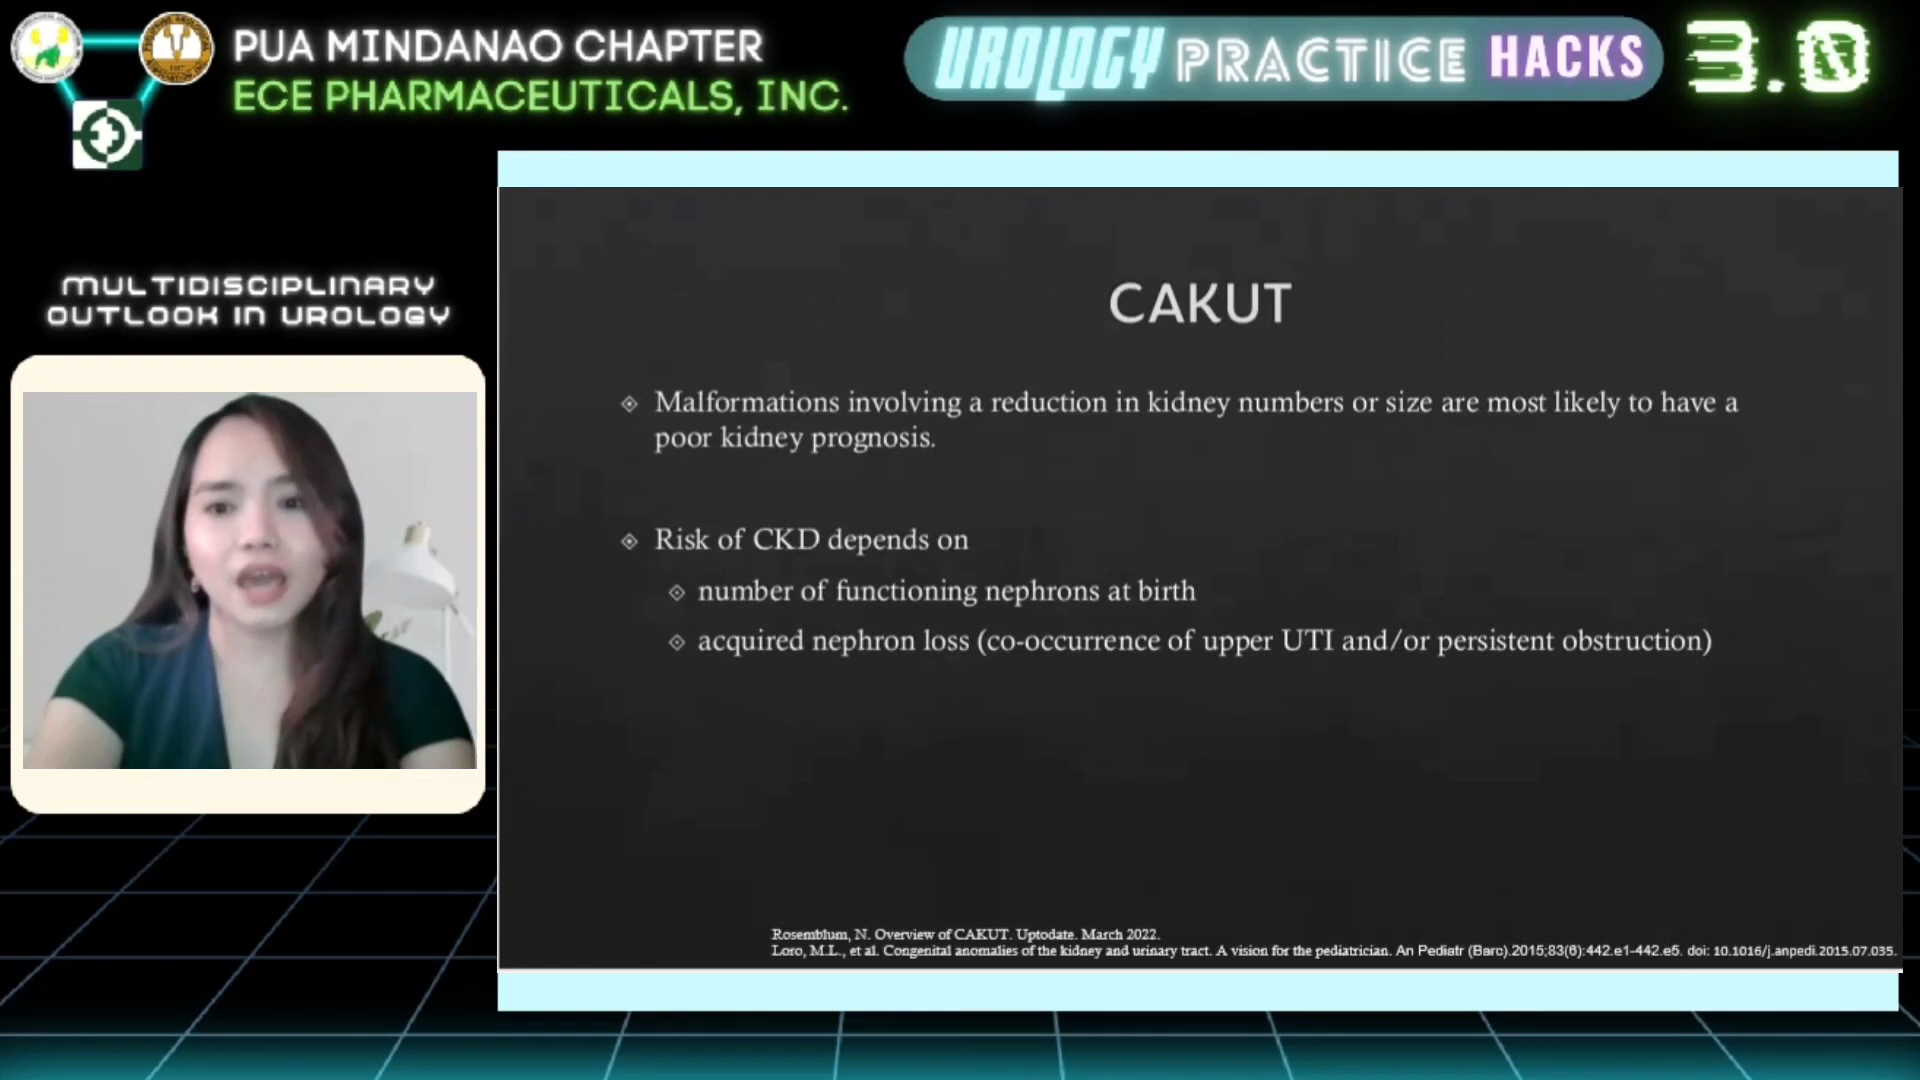 PUA MINDANAO CHAPTER
ECE PHARMACEUTICALS, INC.
UROLOGY PRACTICE HACKS 3.0
MULTIDISCIPLINARY
OUTLOOK IN UROLOGY
CAKUT
Malformations involving a reduction in kidney numbers or size are most likely to have a
poor kidney prognosis.
Risk of CKD depends on
number of functioning nephrons at birth
acquired nephron loss (co-occurrence of upper UTI and/or persistent obstruction)
Rosemblum, N. Overview of CAKUT. Uptodate. March 2022.
Loro, M.L., et al. Congenital anomalies of the kidney and urinary tract. A vision for the pediatrician. An Pediatr (Barc).2015;83(6):442.e1-442.e5. doi: 10.1016/j.anpedi.2015.07.035.